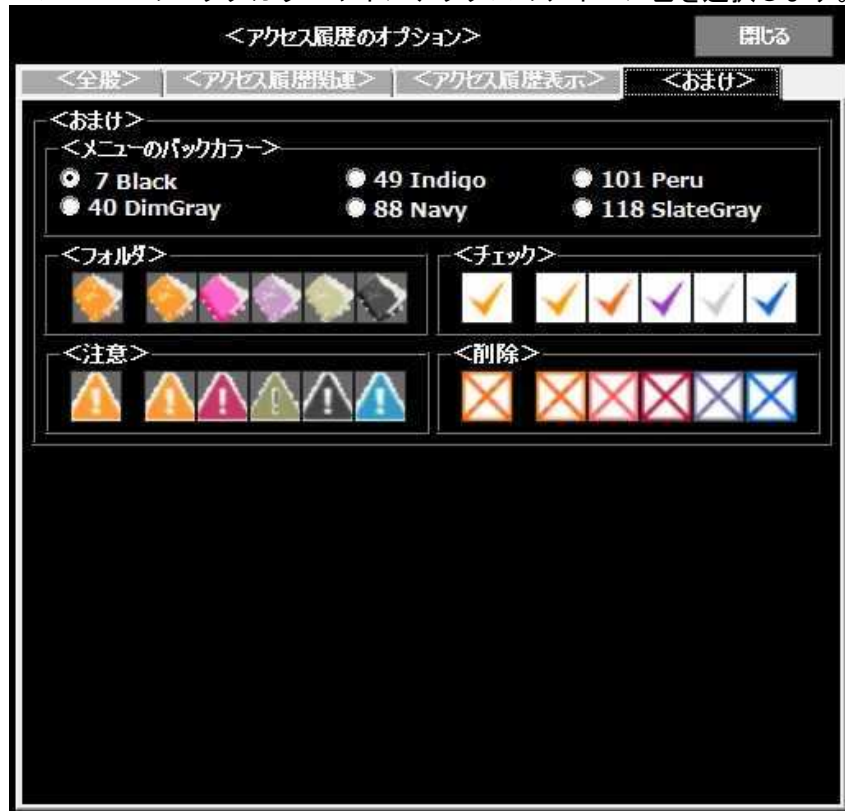 <アクセス履歴のオプション> 閉じる
<全般> <アクセス履歴関連> <アクセス履歴表示> <おまけ>
<おまけ>
<メニューのバックカラー>
7 Black 49 Indigo 101 Peru
40 DimGray 88 Navy 118 SlateGray
<フォルダ> <チェック>
<注意> <削除>